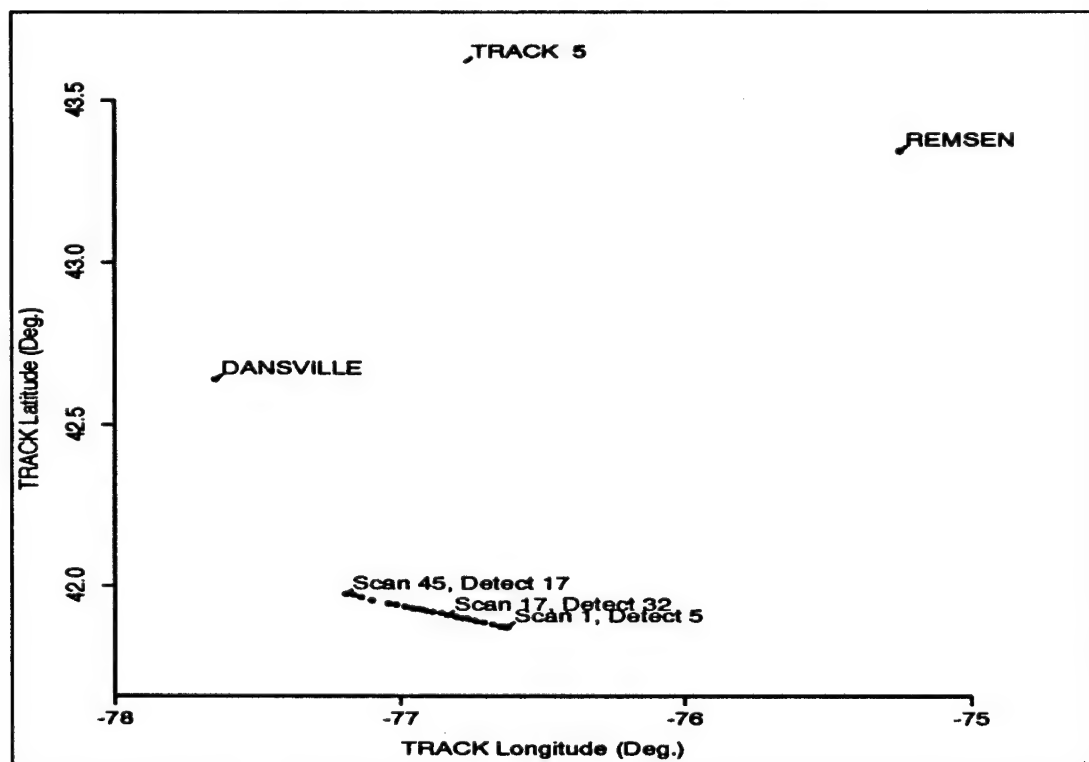 TRACK 5
43.5
REMSEN
43.0
DANSVILLE
42.5
TRACK Latitude (Deg.)
42.0
Scan 45, Detect 17
Scan 17, Detect 32
Scan 1, Detect 5
-78
-77
-76
-75
TRACK Longitude (Deg.)